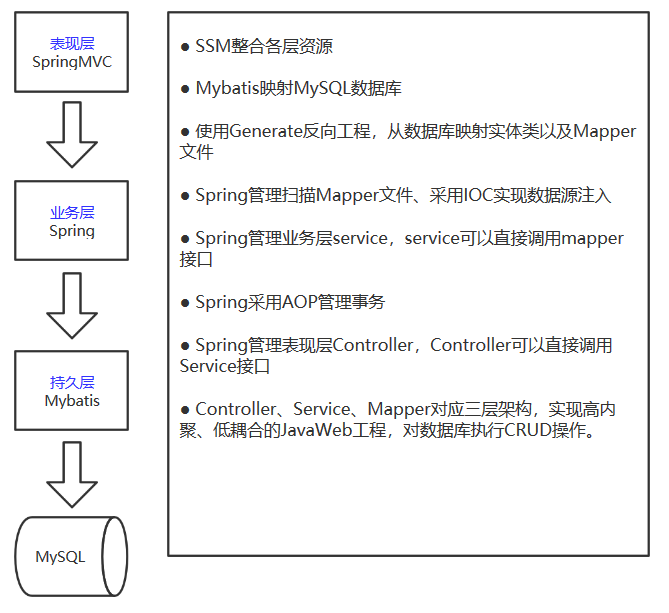 表现层
SpringMVC
业务层
Spring
持久层
Mybatis
MySQL
● SSM整合各层资源
● Mybatis映射MySQL数据库
● 使用Generate反向工程，从数据库映射实体类以及Mapper
文件
● Spring管理扫描Mapper文件、采用IOC实现数据源注入
● Spring管理业务层service，service可以直接调用mapper
接口
● Spring采用AOP管理事务
● Spring管理表现层Controller，Controller可以直接调用
Service接口
● Controller、Service、Mapper对应三层架构，实现高内
聚、低耦合的JavaWeb工程，对数据库执行CRUD操作。